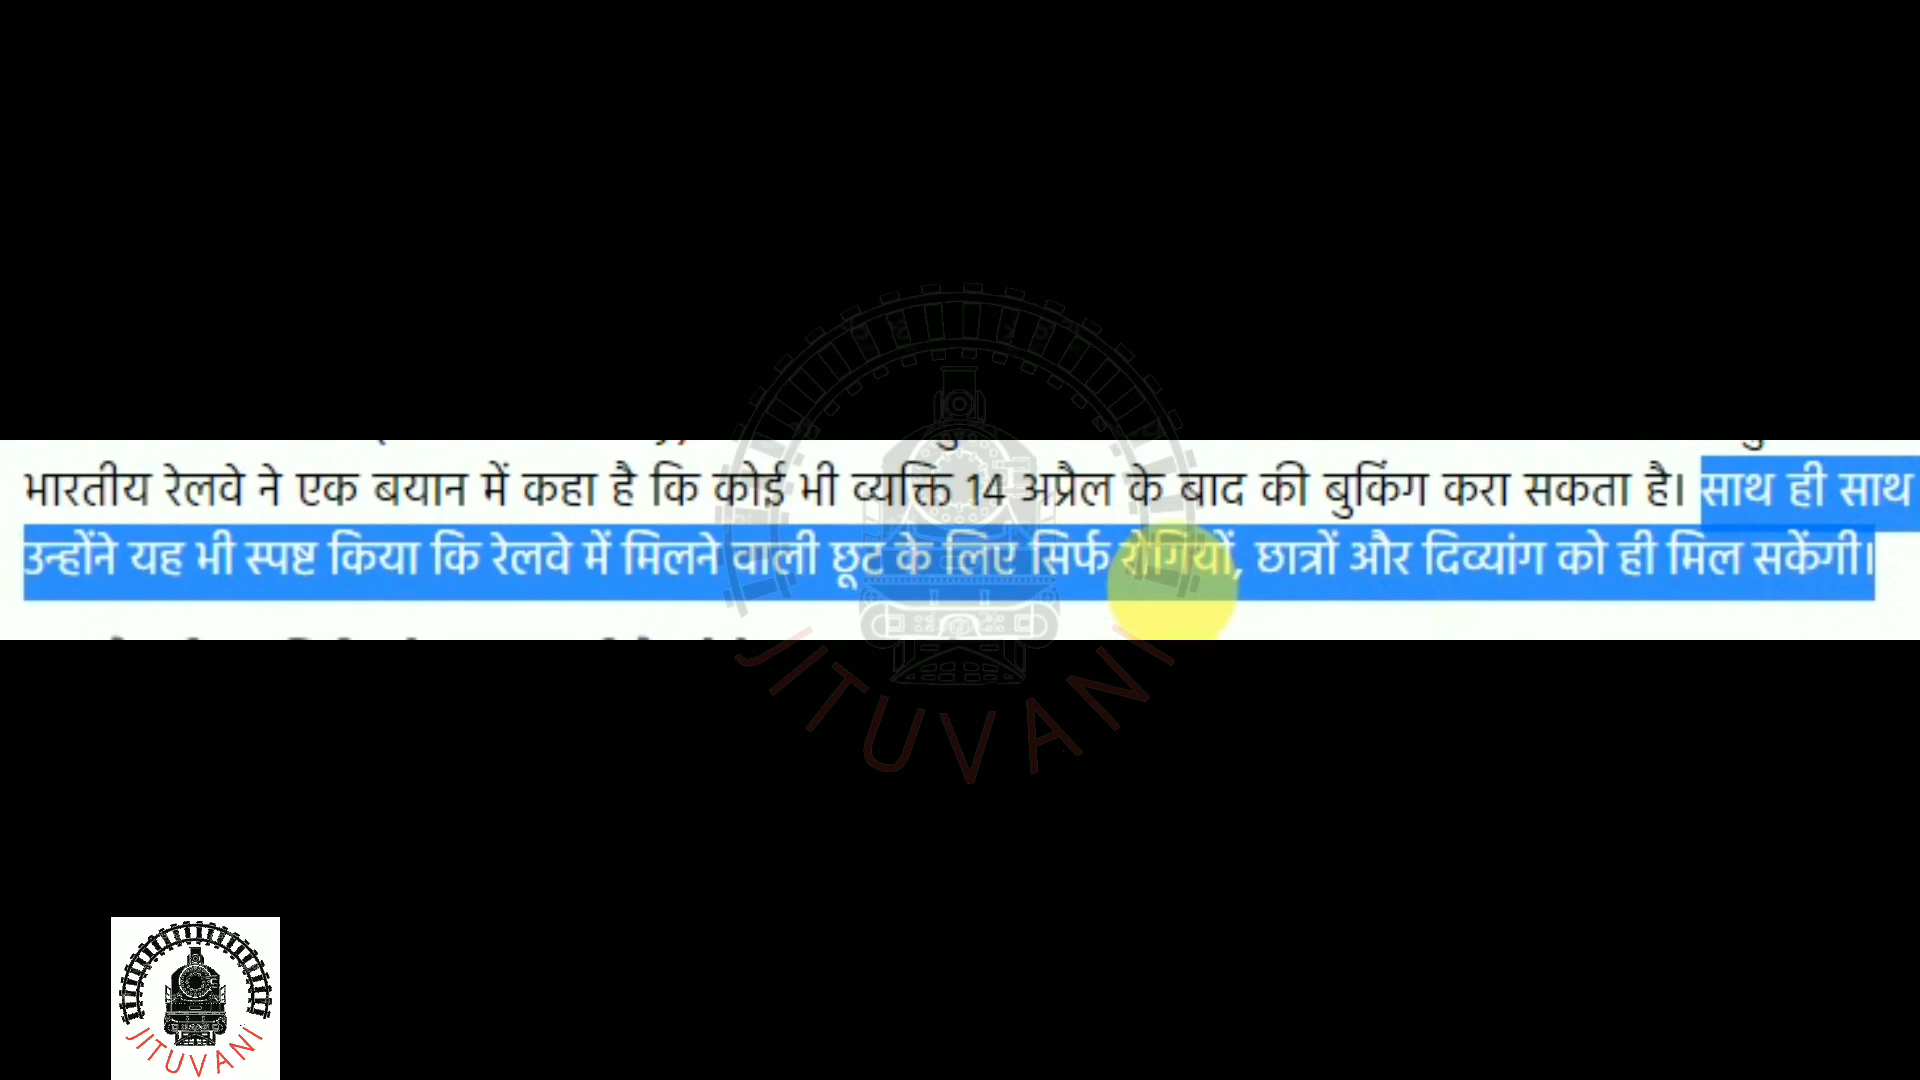 भारतीय रेलवे ने एक बयान में कहा है कि कोई भी व्यक्ति 14 अप्रैल के बाद की बुकिंग करा सकता है। साथ ही साथ
उन्होंने यह भी स्पष्ट किया कि रेलवे में मिलने वाली छूट के लिए सिर्फ रोगियों, छात्रों और दिव्यांग को ही मिल सकेंगी।
JITUVANI
JITUVANI